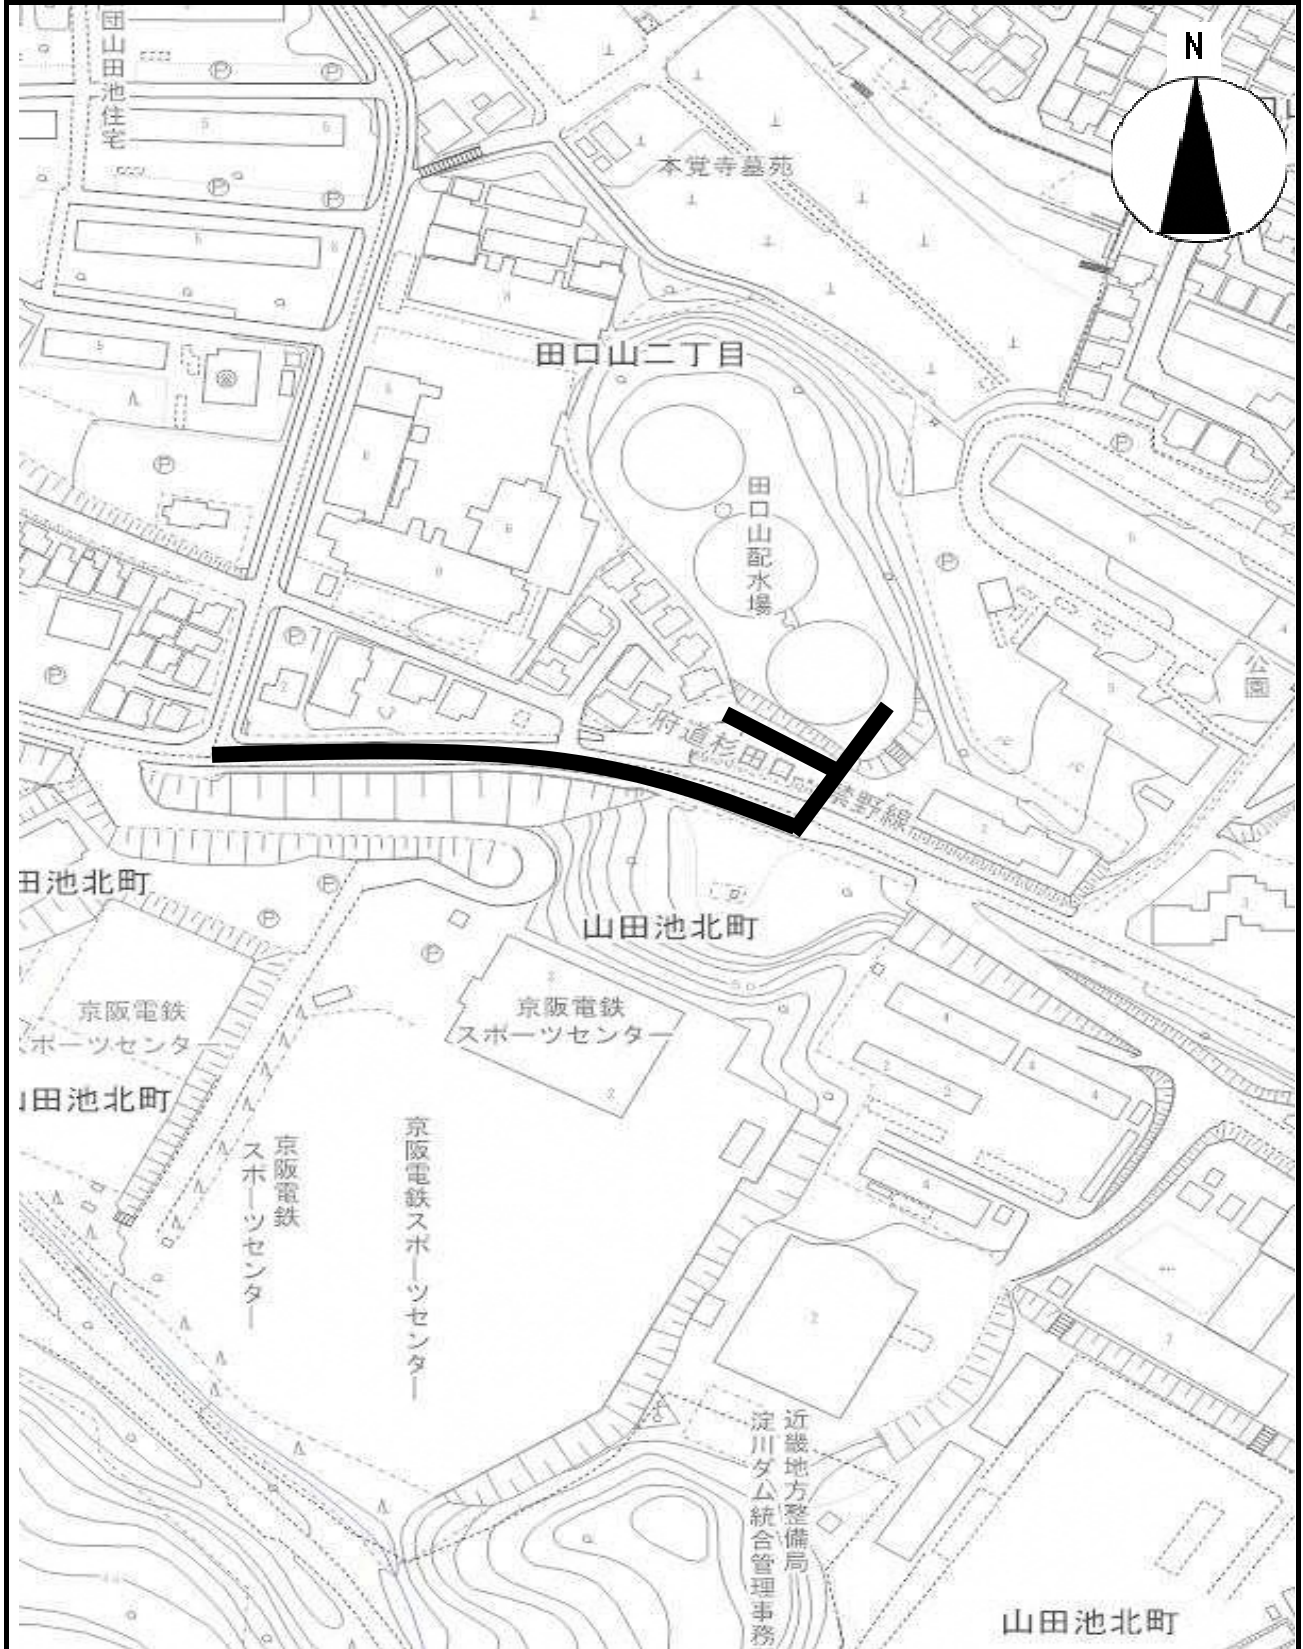 N
団山田池住宅
本覚寺墓苑
田口山二丁目
田口山配水場
公園
府道杉田口
禁野線
田池北町
山田池北町
京阪電鉄
スポーツセンター
京阪電鉄
スポーツセンター
山田池北町
京阪電鉄
スポーツセンター
京阪電鉄スポーツセンター
近畿地方整備局
淀川ダム統合管理事務
山田池北町